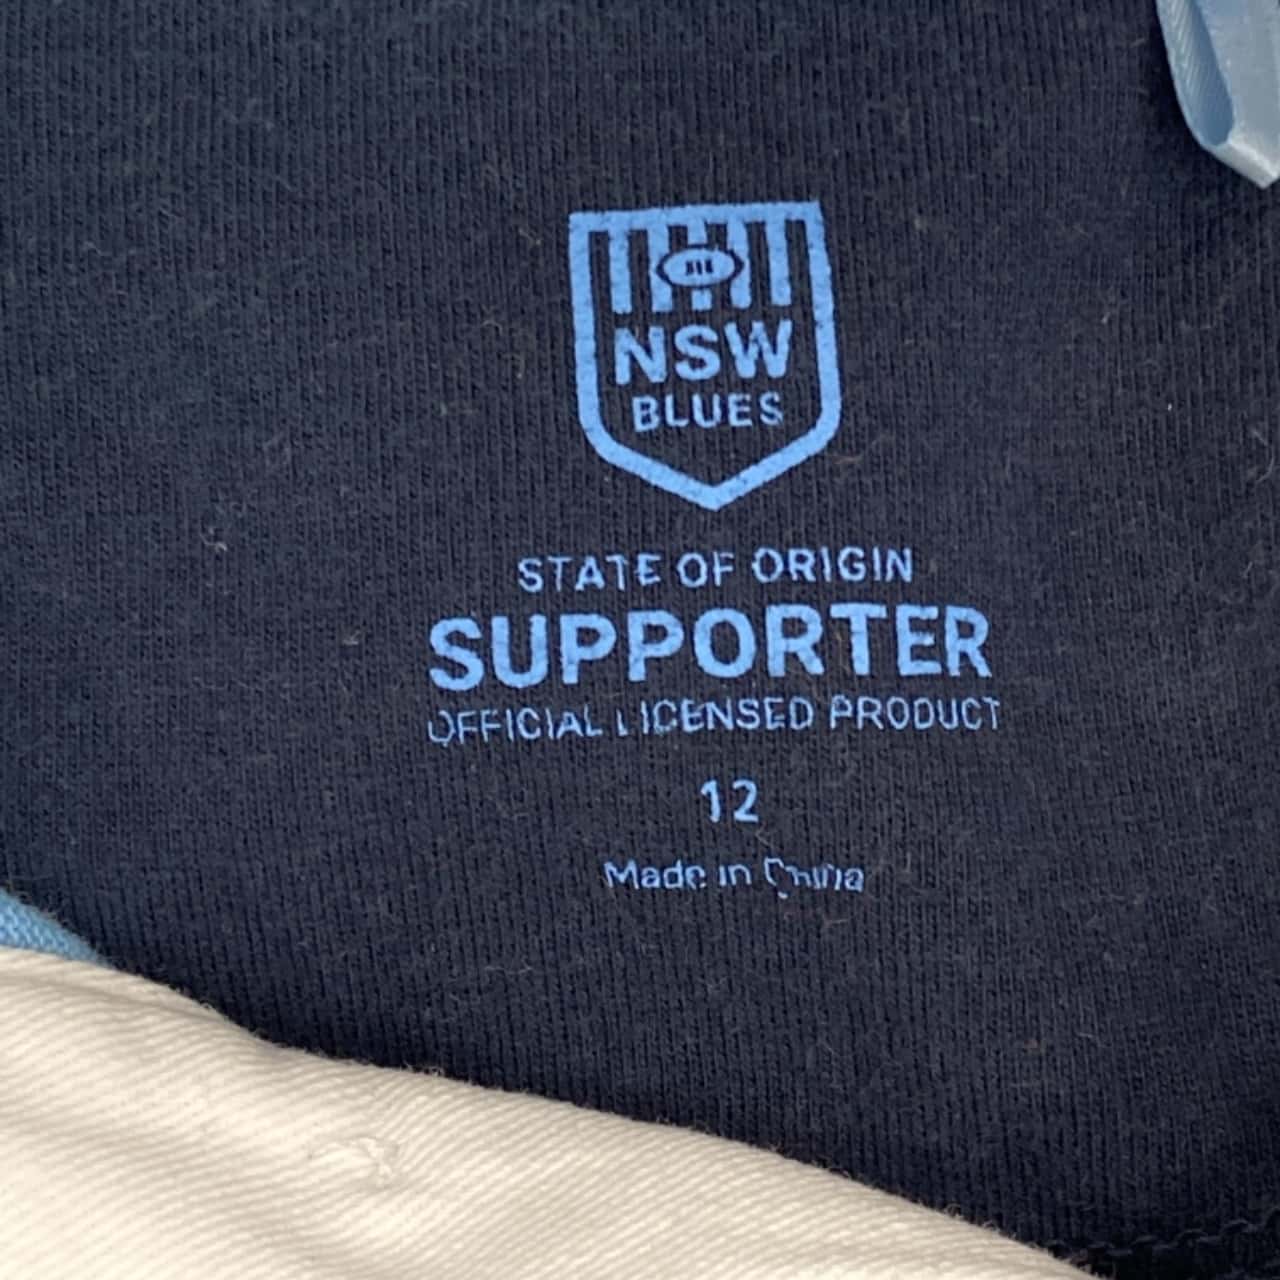 NSW
BLUES
STATE OF ORIGIN
SUPPORTER
OFFICIAL LICENSED PRODUCT
12
Made in China